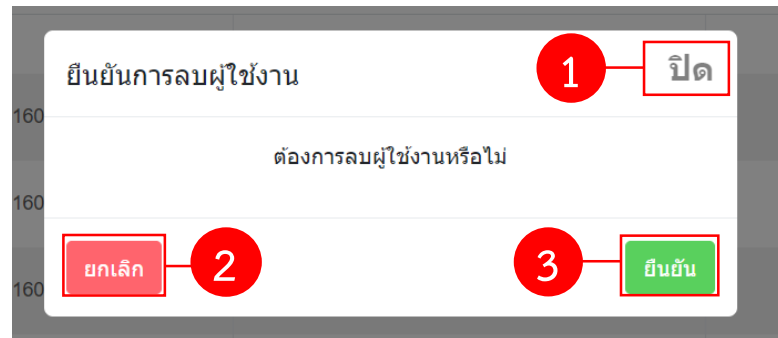 ยืนยันการลบผู้ใช้งาน
1
ปิด
160
ต้องการลบผู้ใช้งานหรือไม่
160
ยกเลิก
2
3
ยืนยัน
160